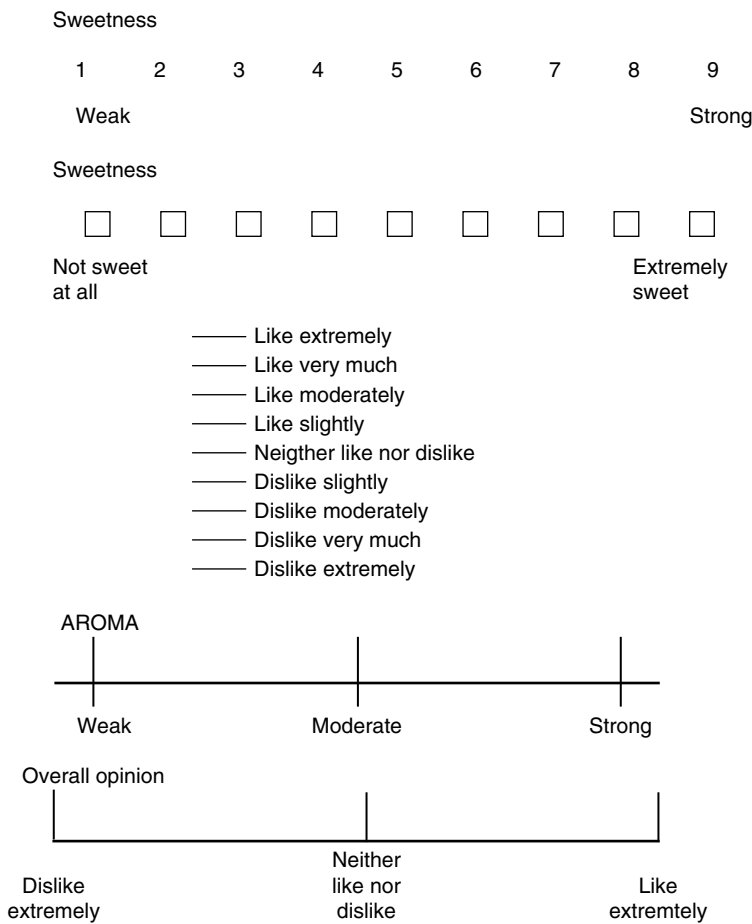 Sweetness
1 2 3 4 5 6 7 8 9
Weak Strong
Sweetness
Not sweet Extremely
at all sweet
Like extremely
Like very much
Like moderately
Like slightly
Neigther like nor dislike
Dislike slightly
Dislike moderately
Dislike very much
Dislike extremely
AROMA
Weak Moderate Strong
Overall opinion
Neither
Dislike like nor Like
extremely dislike extremtely